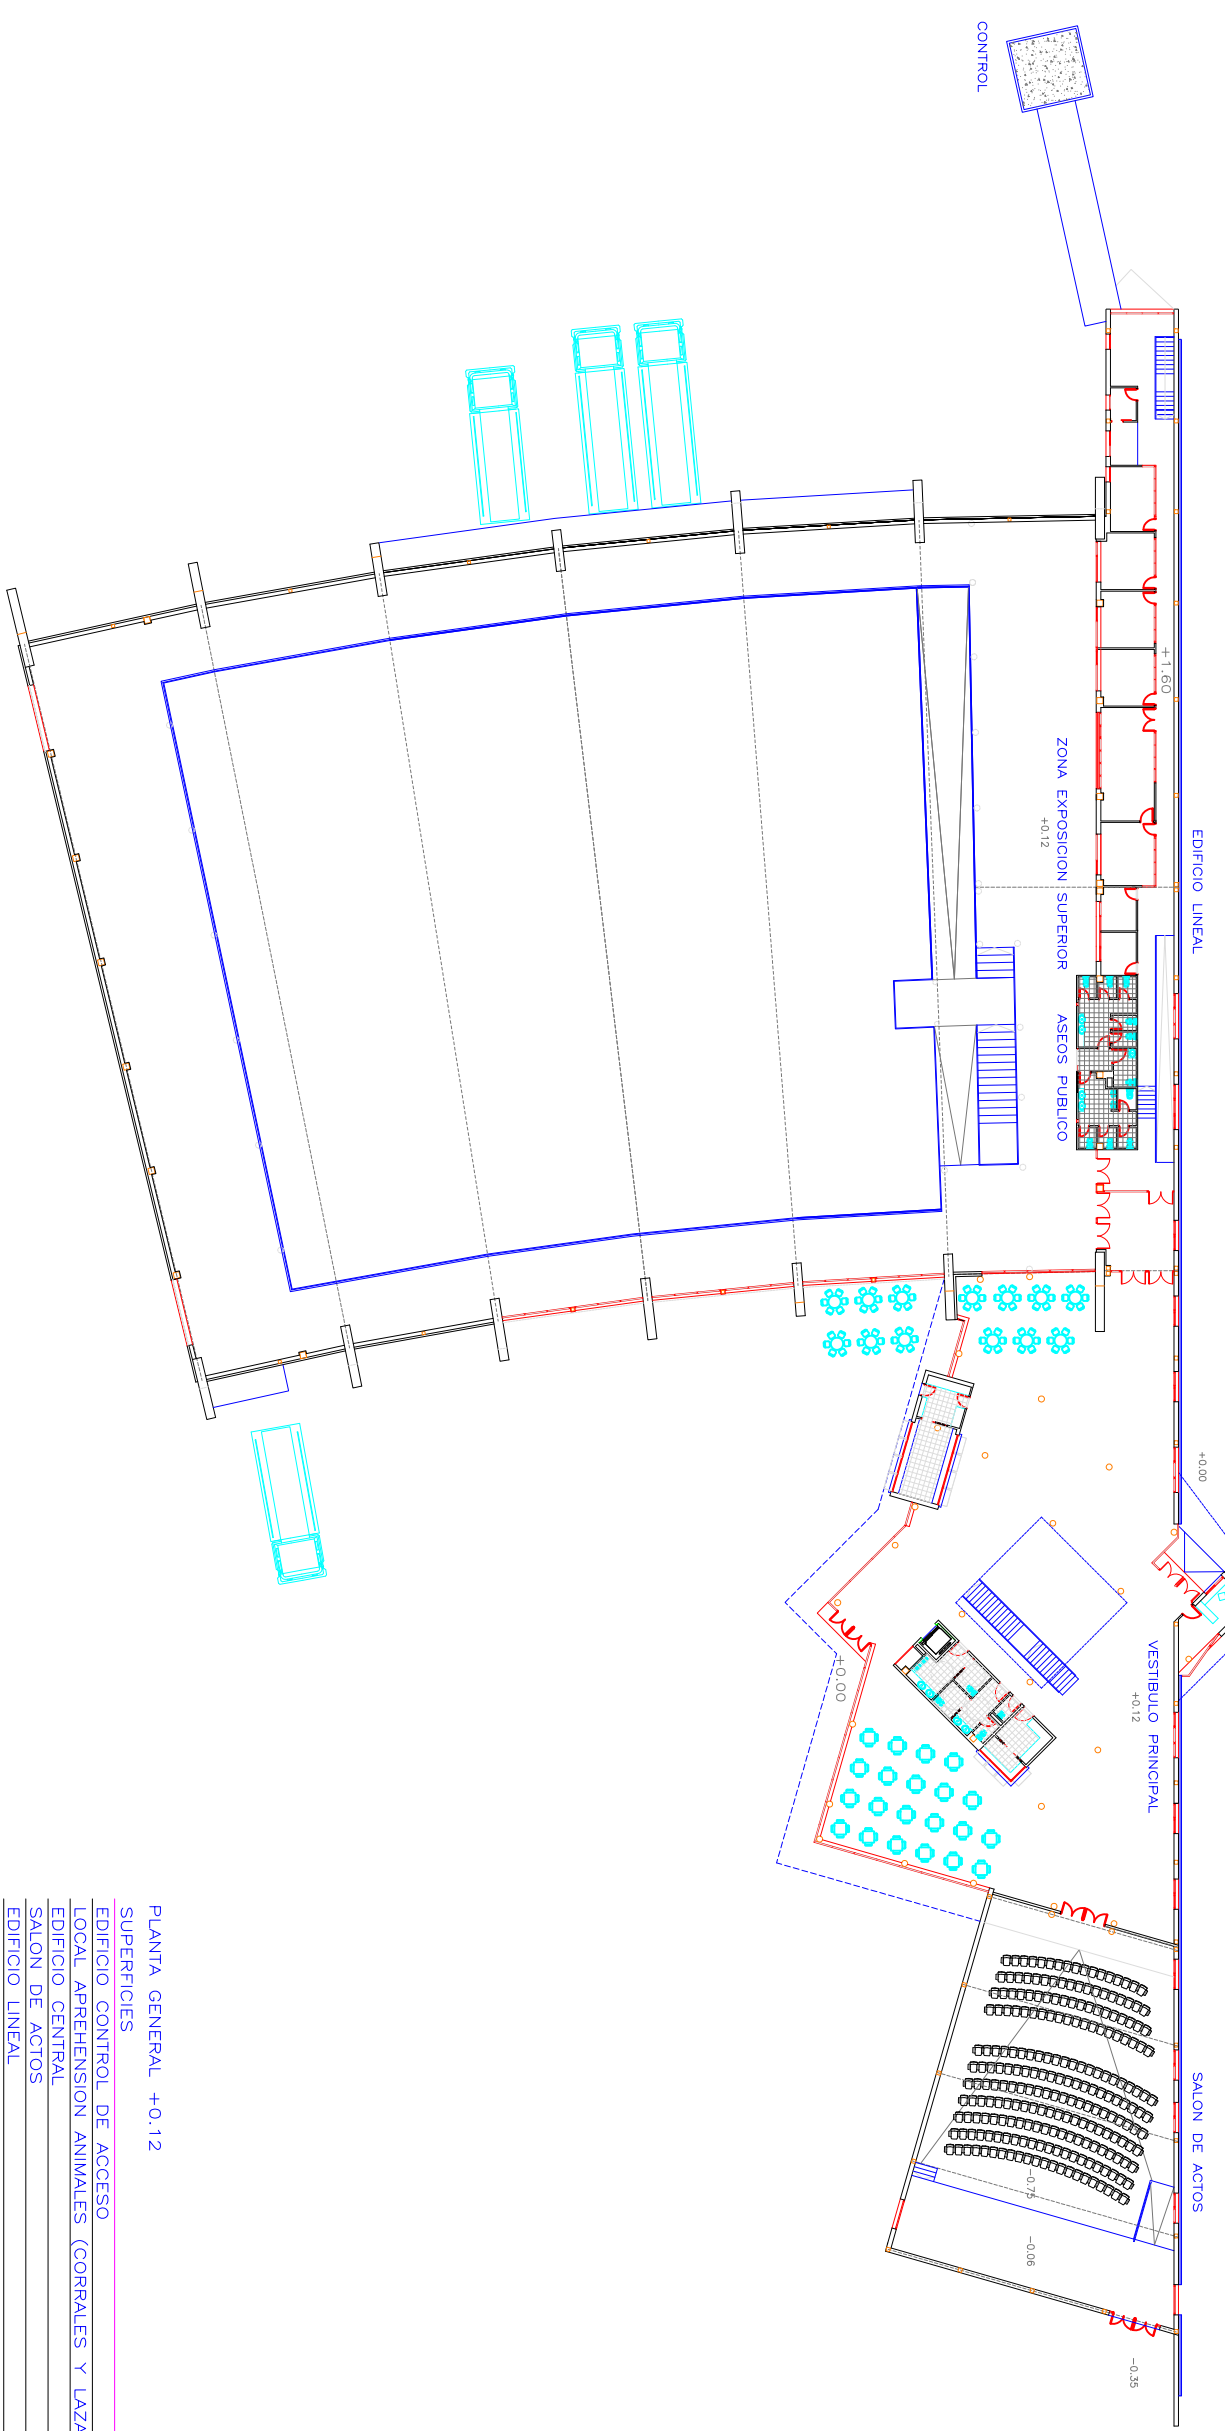 CONTROL
EDIFICIO LINEAL
+1.60
ZONA EXPOSICION SUPERIOR
+0.12
ASEOS PUBLICO
+0.00
VESTIBULO PRINCIPAL
+0.12
+0.00
SALON DE ACTOS
-0.75
-0.06
-0.35
PLANTA GENERAL +0.12
SUPERFICIES
EDIFICIO CONTROL DE ACCESO
LOCAL APREHENSION ANIMALES (CORRALES Y LAZA
EDIFICIO CENTRAL
SALON DE ACTOS
EDIFICIO LINEAL